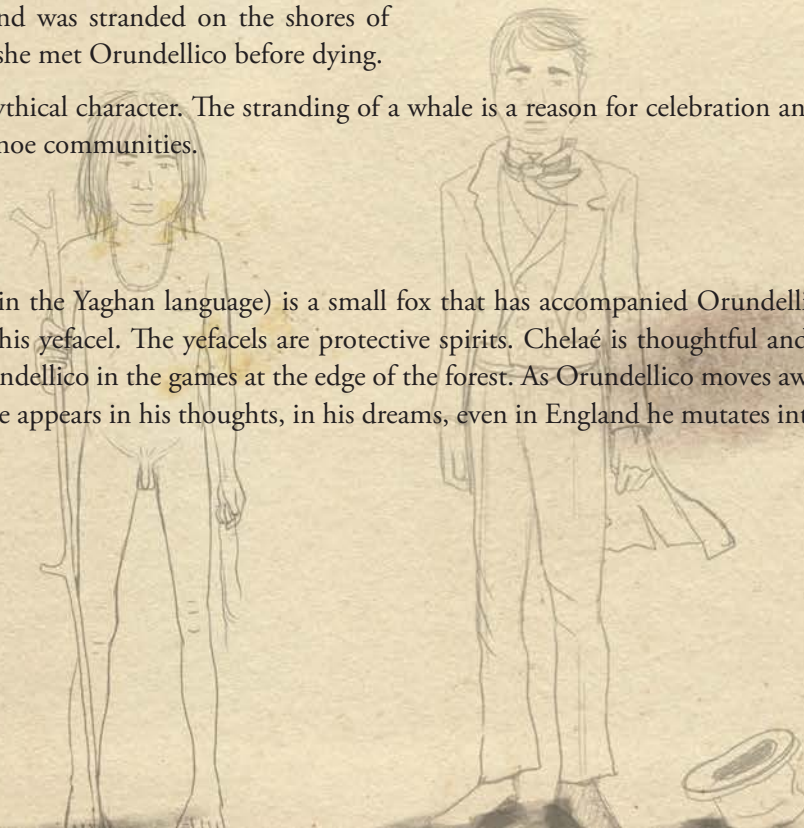 nd was stranded on the shores of
she met Orundellico before dying.
ythical character. The stranding of a whale is a reason for celebration an
noe communities.
in the Yaghan language) is a small fox that has accompanied Orundelli
his yefacel. The yefacels are protective spirits. Chelaé is thoughtful and
ndellico in the games at the edge of the forest. As Orundellico moves aw
e appears in his thoughts, in his dreams, even in England he mutates int